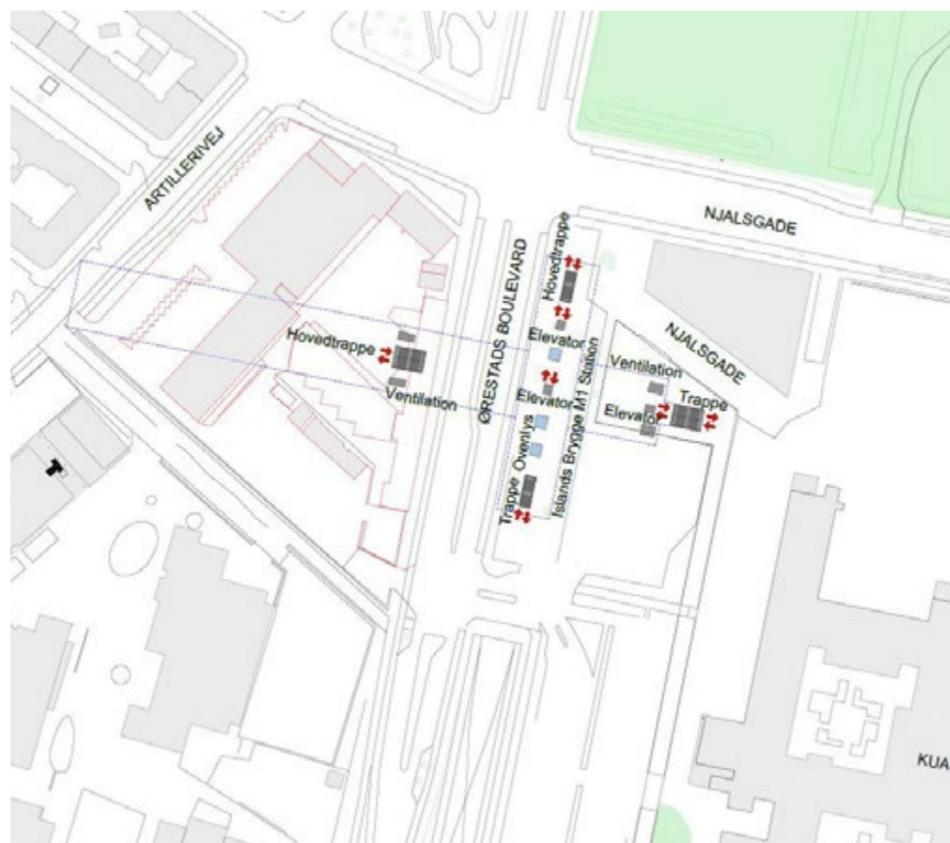 ARTILLERIVEJ
NJALSGADE
Hovedtrappe
ØRESTADS BOULEVARD
Hovedtrappe
Elevator
Ventilation
Elevator
Ovenlys
Trappe
Islands Brygge M1 Station
NJALSGADE
Ventilation
Elevator
Trappe
KUA